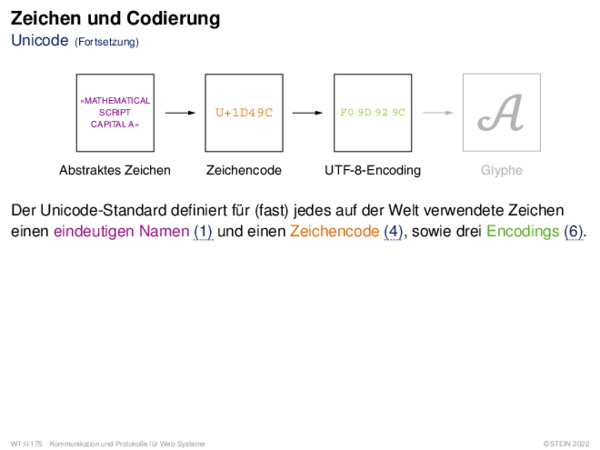 Zeichen und Codierung
Unicode (Fortsetzung)
»MATHEMATICAL
SCRIPT
CAPITAL A«
U+1D49C
F0 9D 92 9C
𝒜
Abstraktes Zeichen
Zeichencode
UTF-8-Encoding
Glyphe
Der Unicode-Standard definiert für (fast) jedes auf der Welt verwendete Zeichen
einen eindeutigen Namen (1) und einen Zeichencode (4), sowie drei Encodings (6).
WT:II-175 Kommunikation und Protokolle für Web-Systeme
©STEIN 2022